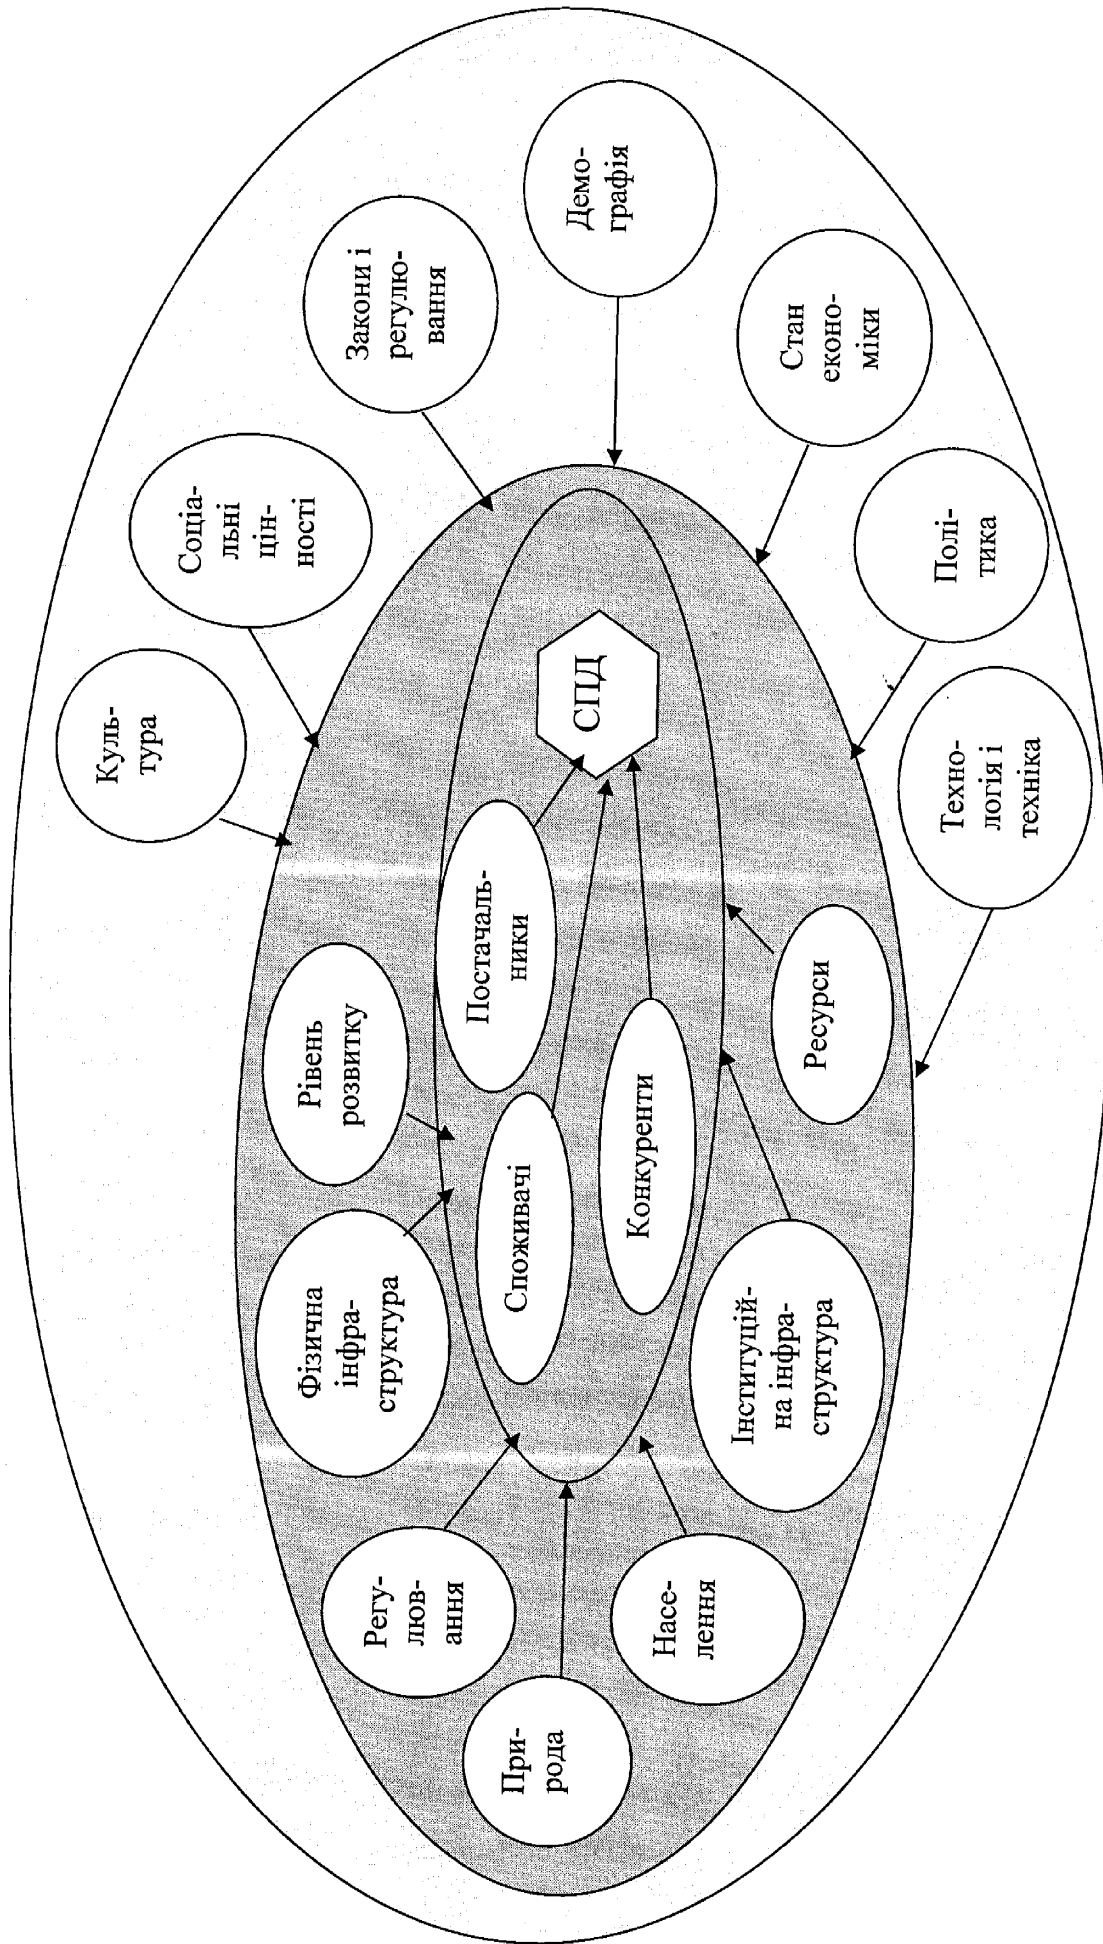 Куль-
тура
Соціа-
льні
цін-
ності
Закони і
регулю-
вання
Демо-
графія
Стан
еконо-
міки
Полі-
тика
Техно-
логія і
техніка
Рівень
розвитку
Фізична
інфра-
структура
Регу-
люв-
ання
При-
рода
Насе-
лення
Інституцій-
на інфра-
структура
Ресурси
Постачаль-
ники
Споживачі
Конкуренти
СПД